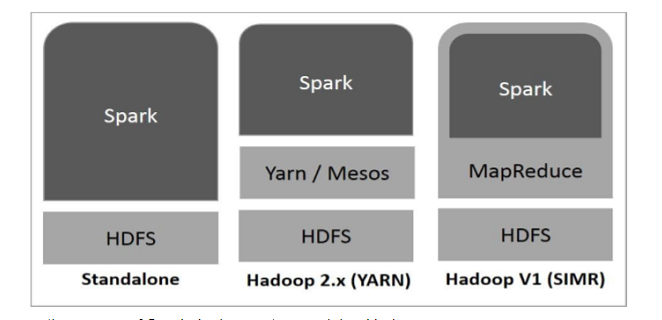 Spark
Spark
Spark
Yarn / Mesos
MapReduce
HDFS
HDFS
HDFS
Standalone
Hadoop 2.x (YARN)
Hadoop V1 (SIMR)